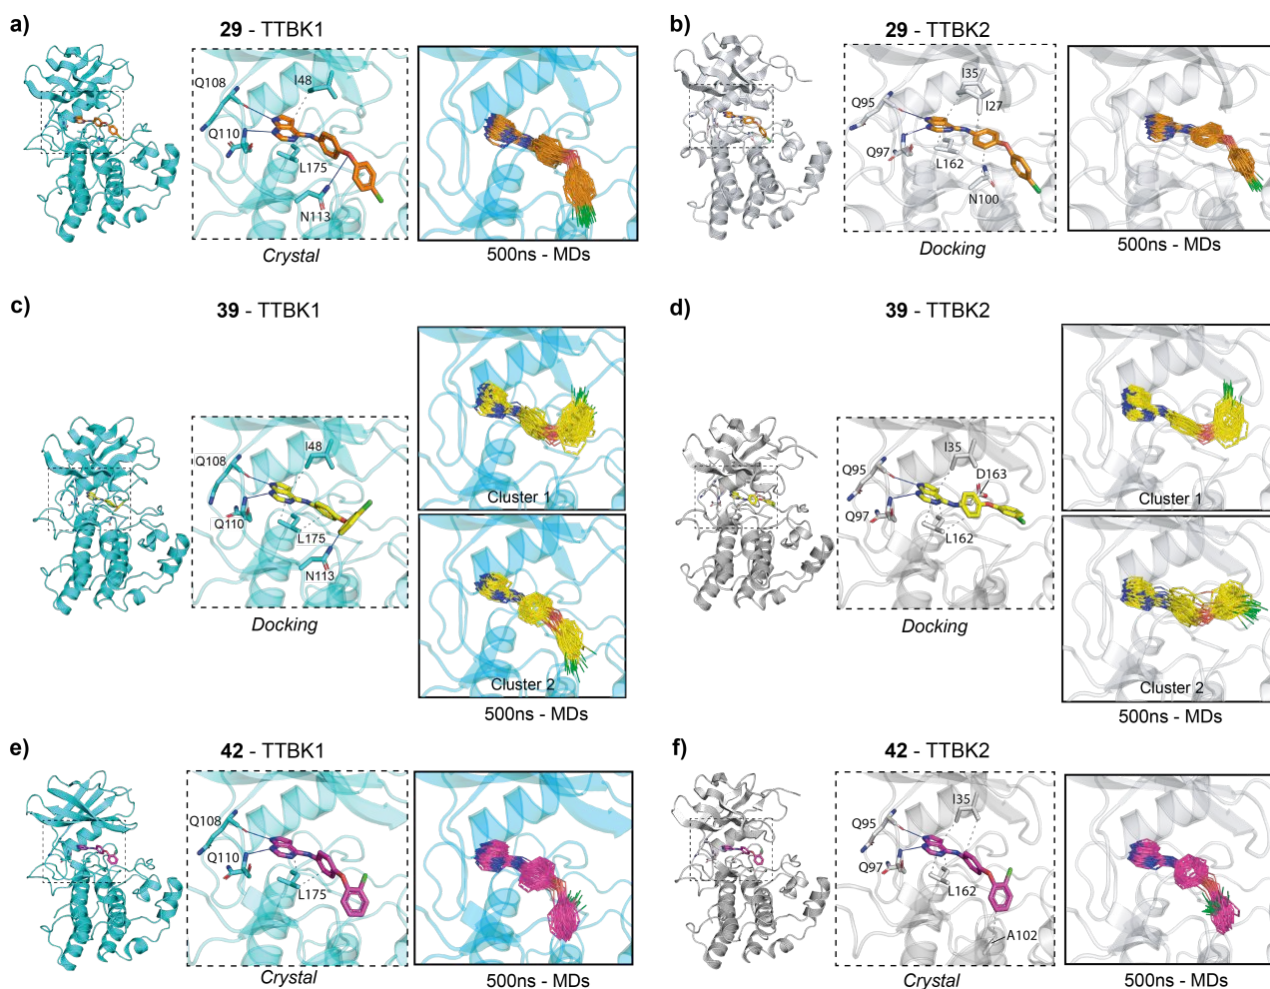 a)
29 - TTBK1
Q108
I48
Q110
L175
N113
Crystal
500ns - MDs
b)
29 - TTBK2
I35
Q95
I27
Q97
L162
N100
Docking
500ns - MDs
c)
39 - TTBK1
I48
Q108
Q110
L175
N113
Docking
Cluster 1
Cluster 2
500ns - MDs
d)
39 - TTBK2
I35
Q95
D163
Q97
L162
Docking
Cluster 1
Cluster 2
500ns - MDs
e)
42 - TTBK1
Q108
Q110
L175
Crystal
500ns - MDs
f)
42 - TTBK2
I35
Q95
Q97
L162
A102
Crystal
500ns - MDs